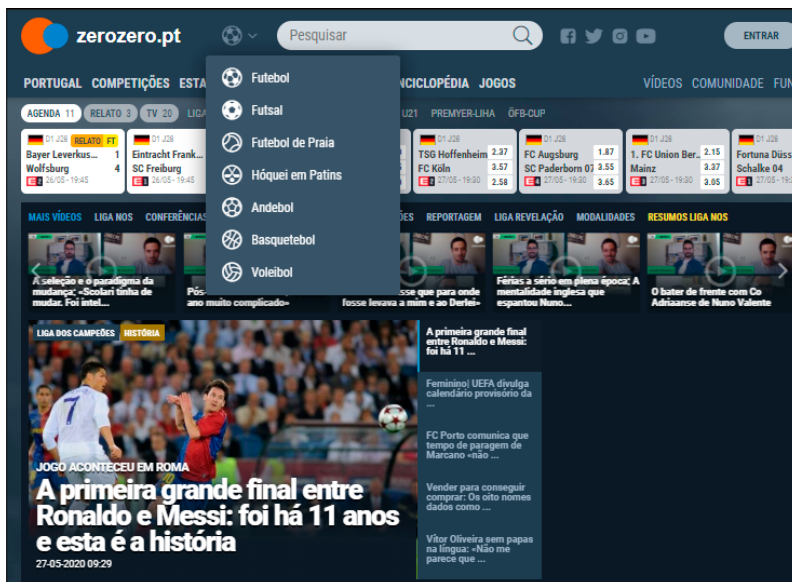 zerozero.pt
Pesquisar
ENTRAR
PORTUGAL COMPETIÇÕES
JOGOS
VÍDEOS COMUNIDADE
Futebol
Futsal
Futebol de Praia
Hóquei em Patins
Andebol
Basquetebol
Voleibol
AGENDA 11 RELATO 3 TV 20 LIGA
U21 PREMYER-LIHA ÖFB-CUP
D1 J28 RELATO FT
Bayer Leverkus... 1
Wolfsburg 4
26/05 - 19:45
D1 J28
Eintracht Frank...
SC Freiburg
26/05 - 19:45
D1 J28
TSG Hoffenheim 2.37
FC Köln 3.57
27/05 - 19:30 2.58
D1 J28
FC Augsburg 1.87
SC Paderborn 07 3.55
27/05 - 19:30 3.65
D1 J28
1. FC Union Ber... 2.15
Mainz 3.37
27/05 - 19:30 3.05
D1 J28
Fortuna Düss
Schalke 04
27/05 - 19:
MAIS VÍDEOS LIGA NOS CONFERÊNCIAS
REPORTAGEM LIGA REVELAÇÃO MODALIDADES RESUMOS LIGA NOS
A seleção e o paradigma da
mudança; «Scolari tinha de
mudar. Foi intel...
ano muito complicado»
que para onde
fosse levava a mim e ao Derlei»
Férias a sério em plena época; A
mentalidade inglesa que
espantou Nuno...
O bater de frente com Co
Adriaanse de Nuno Valente
LIGA DOS CAMPEÕES HISTÓRIA
7
JOGO ACONTECEU EM ROMA
A primeira grande final entre
Ronaldo e Messi: foi há 11 anos
e esta é a história
27-05-2020 09:29
A primeira grande final
entre Ronaldo e Messi:
foi há 11 ...
Feminino| UEFA divulga
calendário provisório da
...
FC Porto comunica que
tempo de paragem de
Marcano «não ...
Vender para conseguir
comprar: Os oito nomes
dados como ...
Vítor Oliveira sem papas
na língua: «Não me
parece que ...